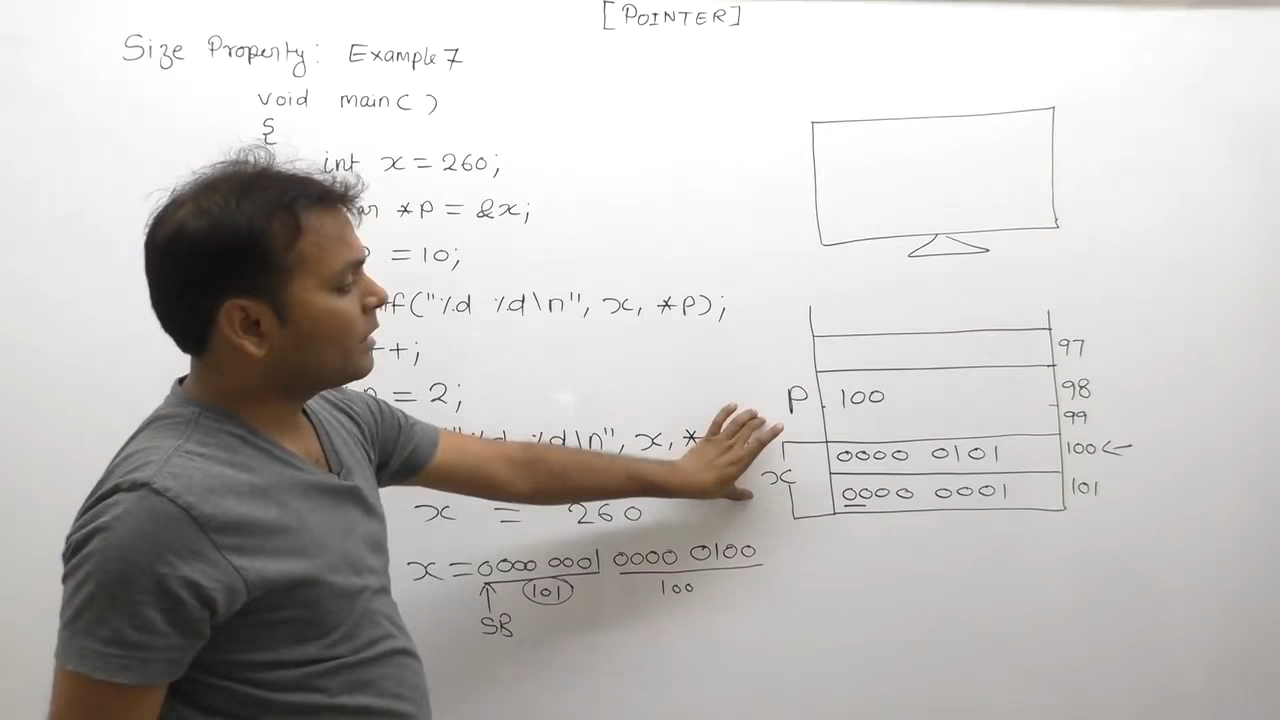 [POINTER]
Size Property: Example 7
void main( )
{
int x = 260;
*p = &x;
= 10;
("%d %d\n", x, *p);
++;
= 2;
"%d %d\n", x, *
x = 260
x = 0000 0001 0000 0100
101 100
SB
97
P 100 98
99
0000 0101 100
x
0000 0001 101